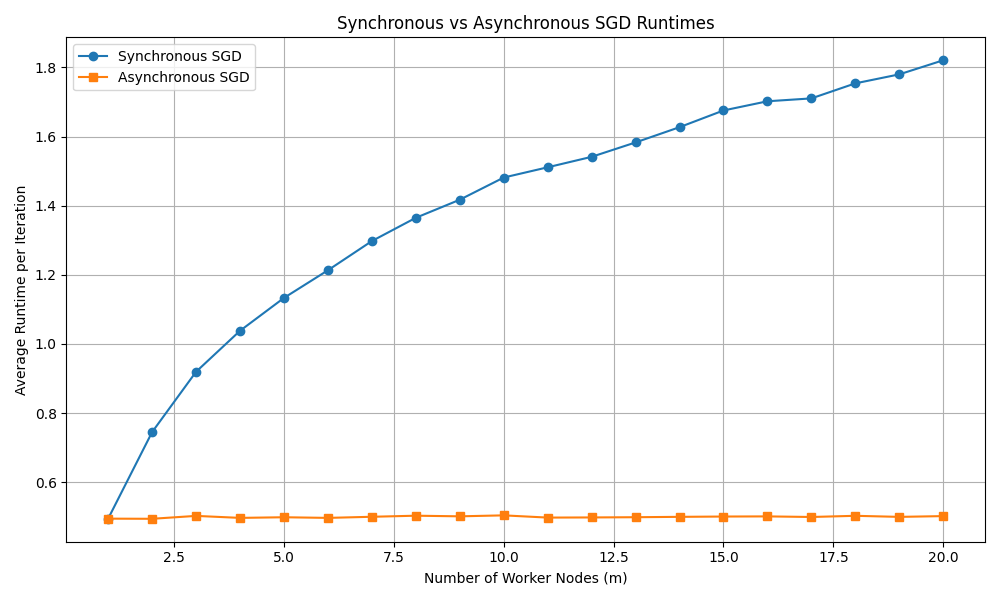 Synchronous vs Asynchronous SGD Runtimes
Synchronous SGD
Asynchronous SGD
Average Runtime per Iteration
1.8
1.6
1.4
1.2
1.0
0.8
0.6
2.5 5.0 7.5 10.0 12.5 15.0 17.5 20.0
Number of Worker Nodes (m)